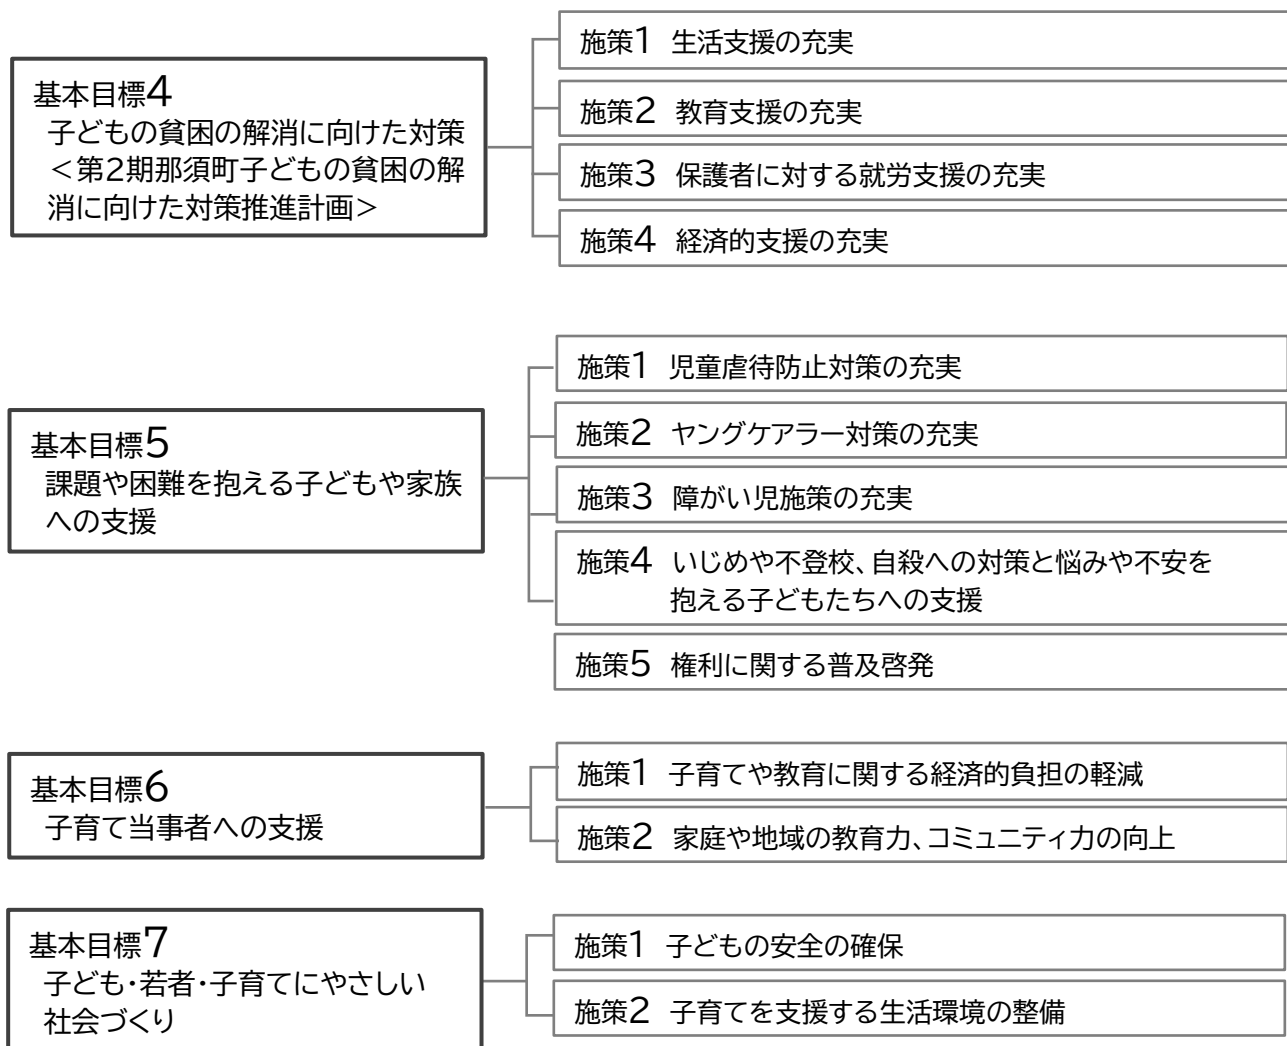 基本目標4
子どもの貧困の解消に向けた対策
<第2期那須町子どもの貧困の解
消に向けた対策推進計画>
施策1 生活支援の充実
施策2 教育支援の充実
施策3 保護者に対する就労支援の充実
施策4 経済的支援の充実
基本目標5
課題や困難を抱える子どもや家族
への支援
施策1 児童虐待防止対策の充実
施策2 ヤングケアラー対策の充実
施策3 障がい児施策の充実
施策4 いじめや不登校、自殺への対策と悩みや不安を
抱える子どもたちへの支援
施策5 権利に関する普及啓発
基本目標6
子育て当事者への支援
施策1 子育てや教育に関する経済的負担の軽減
施策2 家庭や地域の教育力、コミュニティ力の向上
基本目標7
子ども・若者・子育てにやさしい
社会づくり
施策1 子どもの安全の確保
施策2 子育てを支援する生活環境の整備